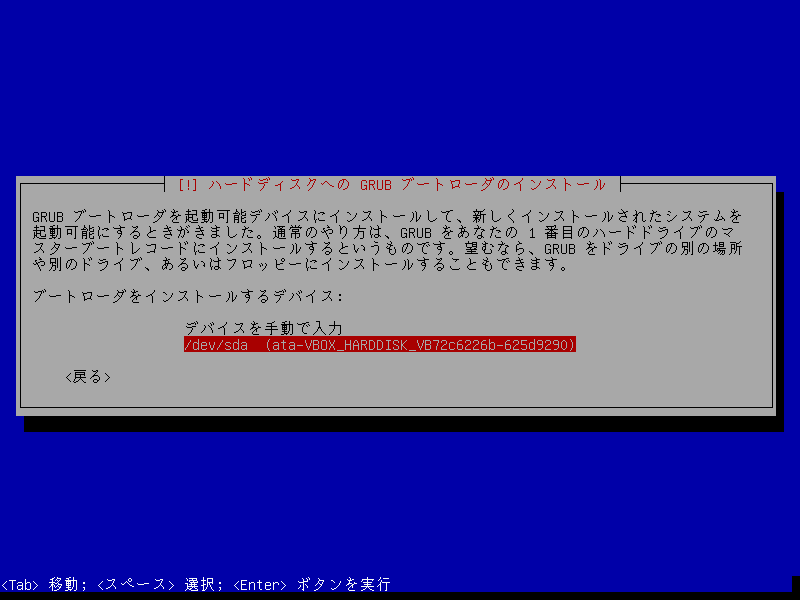 [!] ハードディスクへの GRUB ブートローダのインストール
GRUB ブートローダを起動可能デバイスにインストールして、新しくインストールされたシステムを
起動可能にするときがきました。通常のやり方は、GRUB をあなたの 1 番目のハードドライブのマ
スターブートレコードにインストールするというものです。望むなら、GRUB をドライブの別の場所
や別のドライブ、あるいはフロッピーにインストールすることもできます。
ブートローダをインストールするデバイス:
デバイスを手動で入力
/dev/sda  (ata-VBOX_HARDDISK_VB72c6226b-625d9290)
<戻る>
<Tab> 移動; <スペース> 選択; <Enter> ボタンを実行